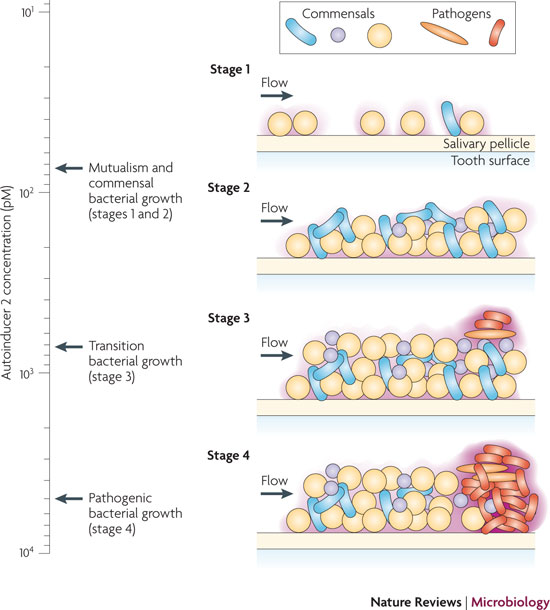 Commensals
Pathogens
10¹
Stage 1
Flow
Salivary pellicle
Tooth surface
Mutualism and
commensal
bacterial growth
(stages 1 and 2)
10²
Stage 2
Flow
Autoinducer 2 concentration (pM)
Stage 3
Flow
Transition
bacterial growth
(stage 3)
10³
Stage 4
Flow
Pathogenic
bacterial growth
(stage 4)
10⁴
Nature Reviews | Microbiology